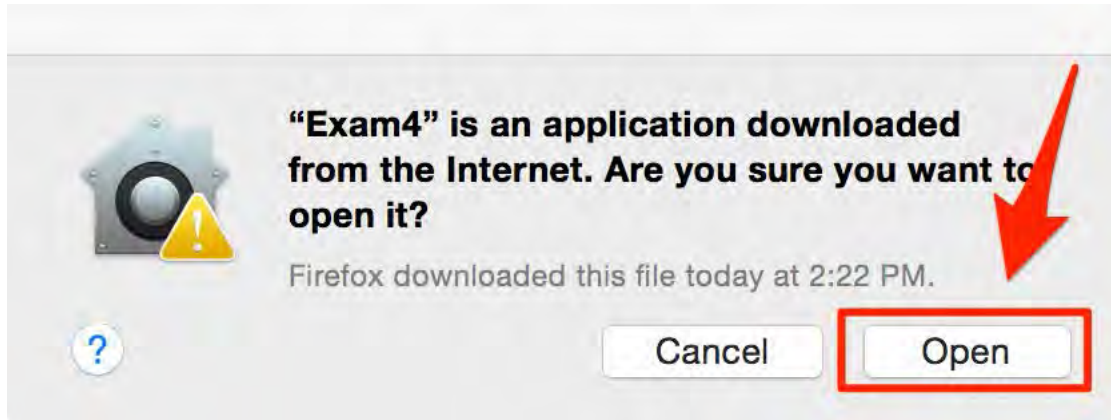 “Exam4” is an application downloaded
from the Internet. Are you sure you want to
open it?
Firefox downloaded this file today at 2:22 PM.
?
Cancel
Open